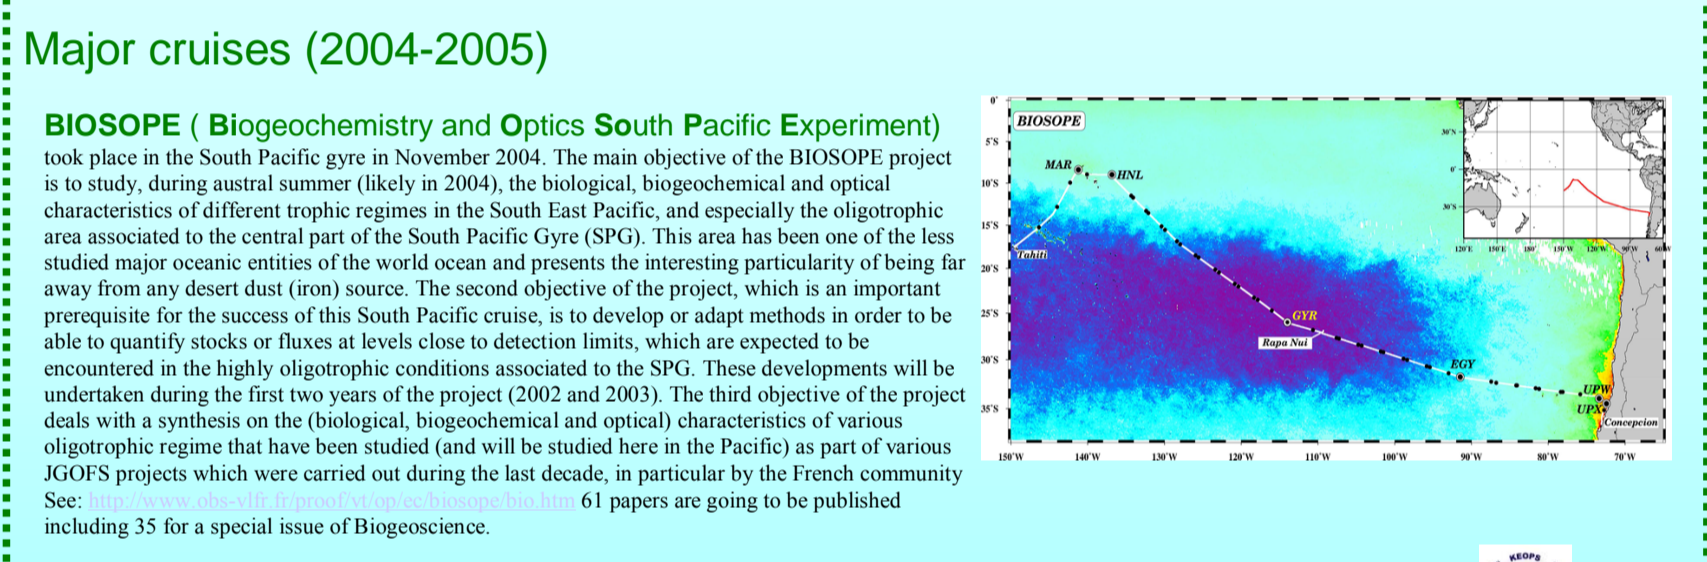 Major cruises (2004-2005)
BIOSOPE ( Biogeochemistry and Optics South Pacific Experiment)
took place in the South Pacific gyre in November 2004. The main objective of the BIOSOPE project
is to study, during austral summer (likely in 2004), the biological, biogeochemical and optical
characteristics of different trophic regimes in the South East Pacific, and especially the oligotrophic
area associated to the central part of the South Pacific Gyre (SPG). This area has been one of the less
studied major oceanic entities of the world ocean and presents the interesting particularity of being far
away from any desert dust (iron) source. The second objective of the project, which is an important
prerequisite for the success of this South Pacific cruise, is to develop or adapt methods in order to be
able to quantify stocks or fluxes at levels close to detection limits, which are expected to be
encountered in the highly oligotrophic conditions associated to the SPG. These developments will be
undertaken during the first two years of the project (2002 and 2003). The third objective of the project
deals with a synthesis on the (biological, biogeochemical and optical) characteristics of various
oligotrophic regime that have been studied (and will be studied here in the Pacific) as part of various
JGOFS projects which were carried out during the last decade, in particular by the French community
See: http://www.obs-vlfr.fr/proof/vt/op/ec/biosope/bio.htm 61 papers are going to be published
including 35 for a special issue of Biogeoscience.
BIOSOPE
MAR
HNL
Tahiti
GYR
Rapa Nui
EGY
UPW
UPX
Concepcion
0°
5°S
10°S
15°S
20°S
25°S
30°S
35°S
150°W 140°W 130°W 120°W 110°W 100°W 90°W 80°W 70°W
30°N
0°
30°S
120°E 150°E 180° 150°W 120°W 90°W 60°W
KEOPS